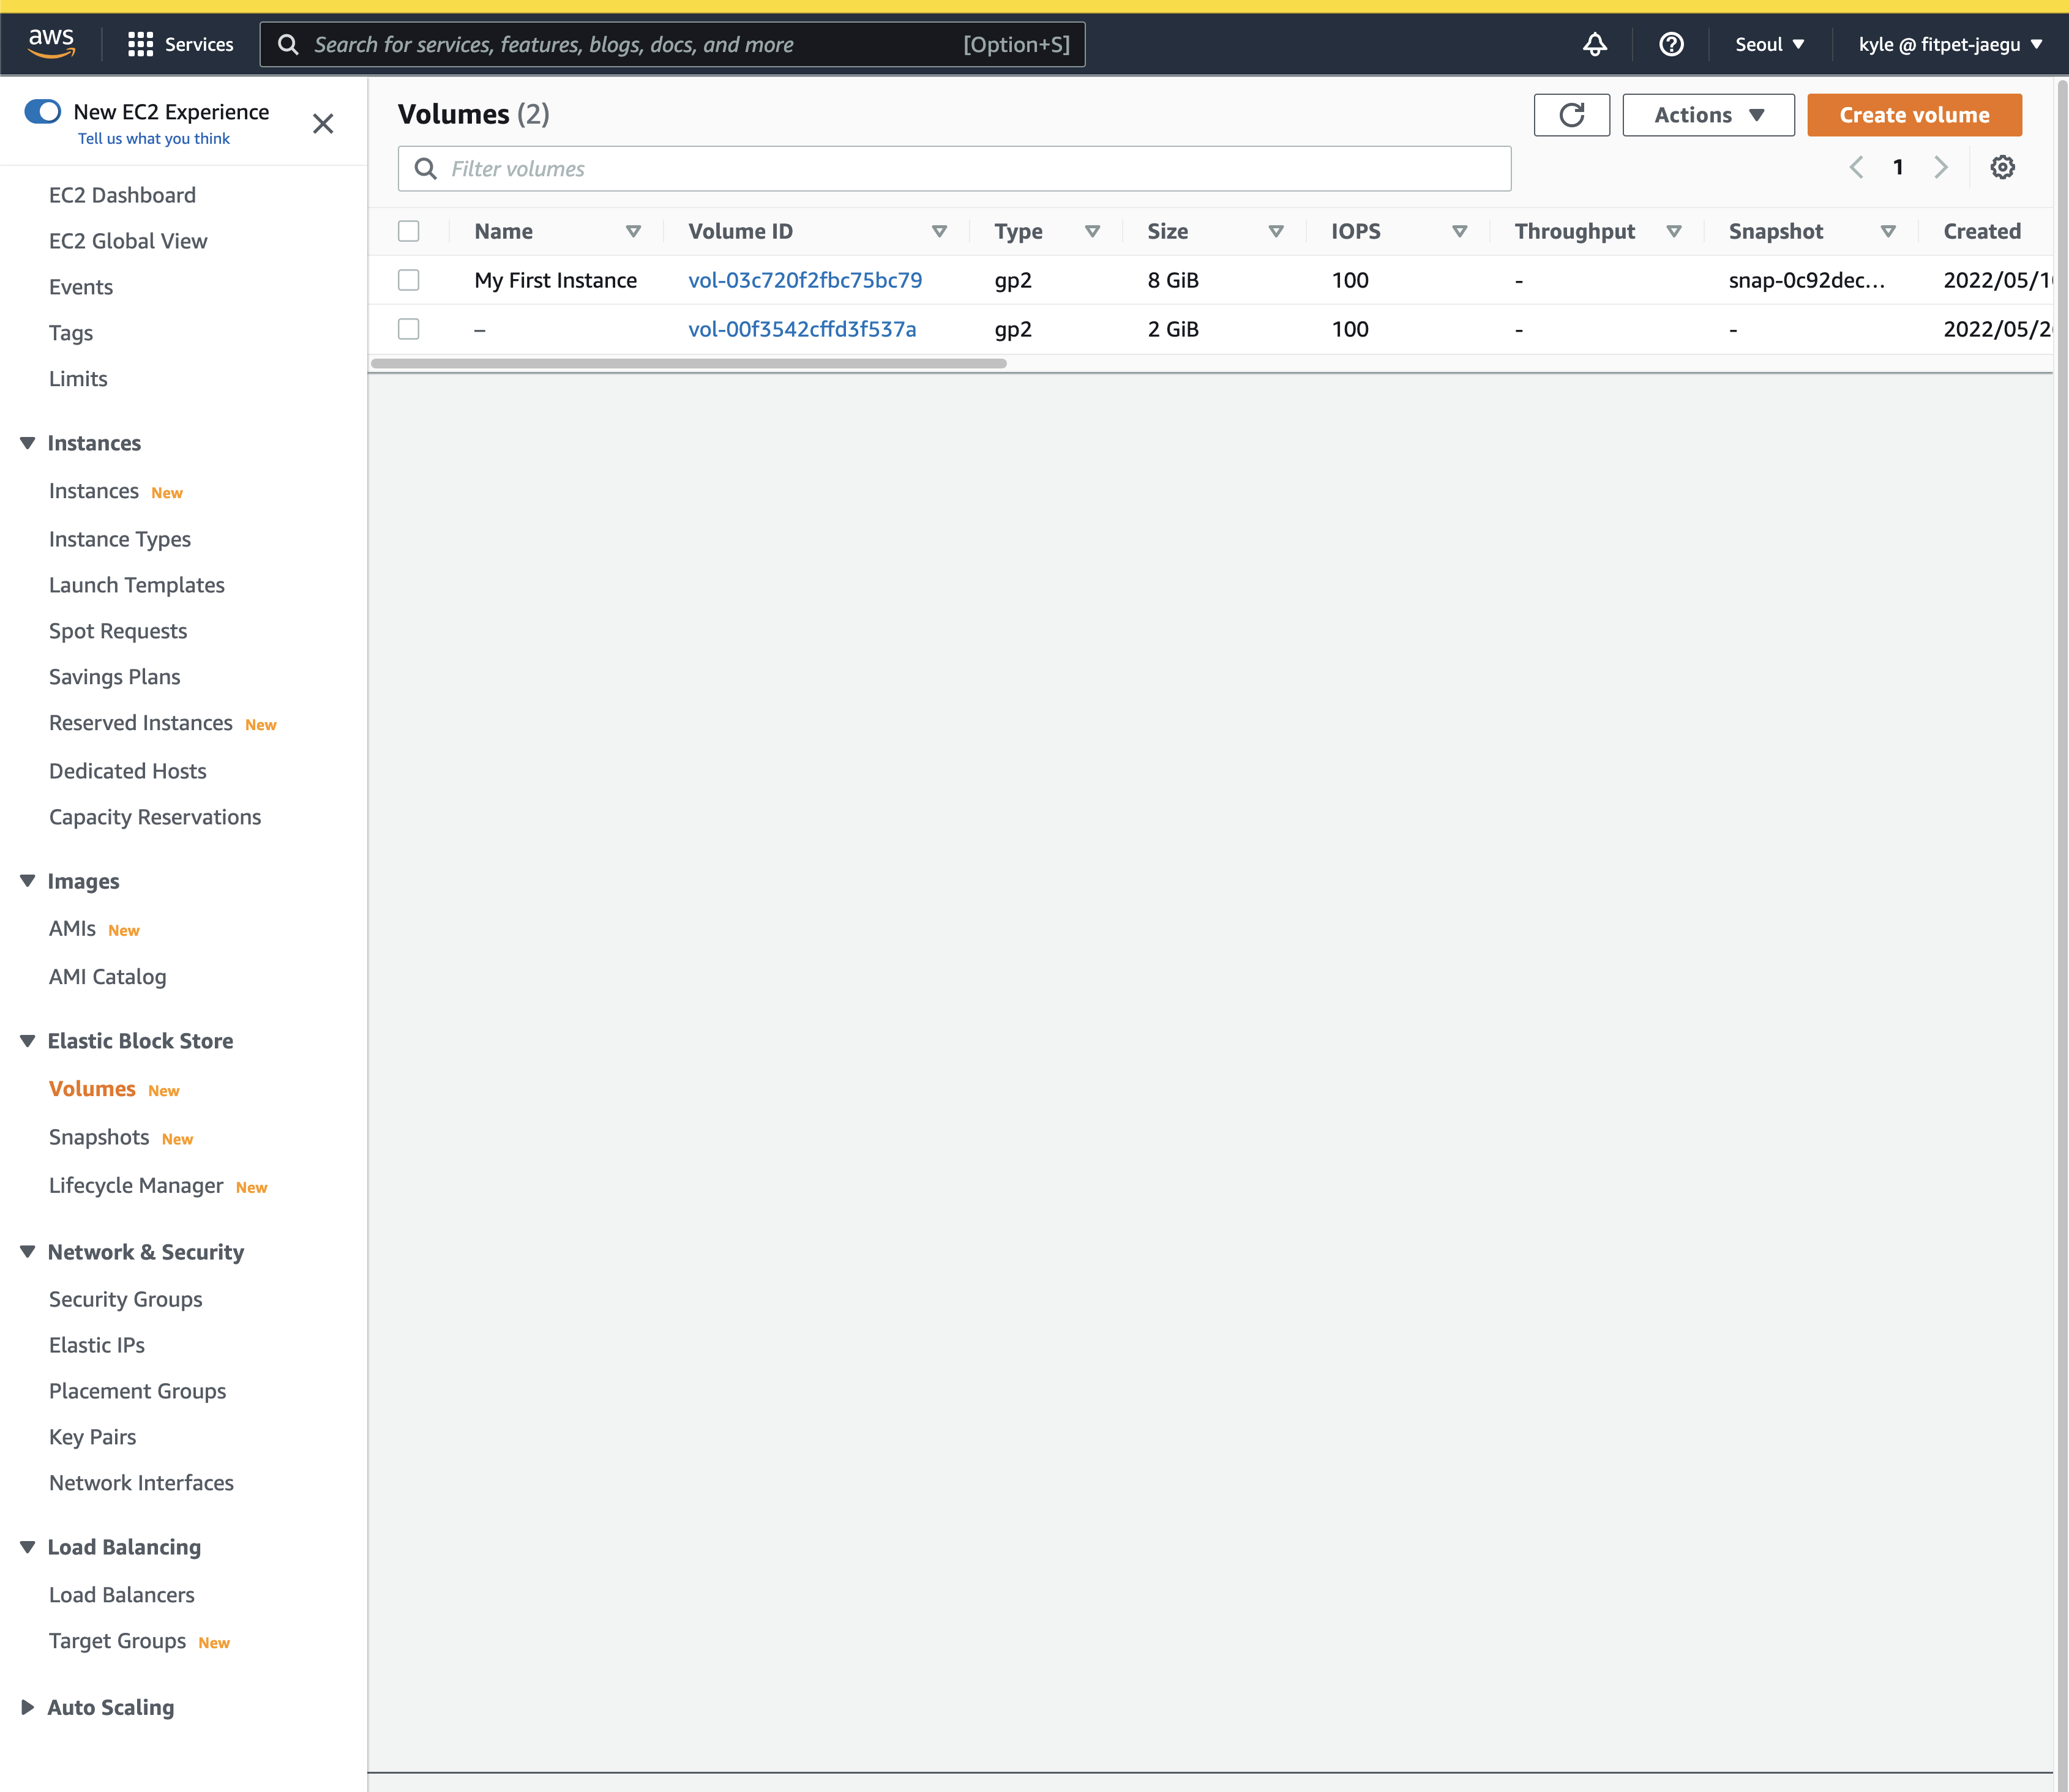 aws
Services
Search for services, features, blogs, docs, and more [Option+S]
Seoul
kyle @ fitpet-jaegu
New EC2 Experience
Tell us what you think
EC2 Dashboard
EC2 Global View
Events
Tags
Limits
Instances
Instances New
Instance Types
Launch Templates
Spot Requests
Savings Plans
Reserved Instances New
Dedicated Hosts
Capacity Reservations
Images
AMIs New
AMI Catalog
Elastic Block Store
Volumes New
Snapshots New
Lifecycle Manager New
Network & Security
Security Groups
Elastic IPs
Placement Groups
Key Pairs
Network Interfaces
Load Balancing
Load Balancers
Target Groups New
Auto Scaling
Volumes (2)
Actions
Create volume
Filter volumes
1
Name Volume ID Type Size IOPS Throughput Snapshot Created
My First Instance vol-03c720f2fbc75bc79 gp2 8 GiB 100 - snap-0c92dec... 2022/05/1
– vol-00f3542cffd3f537a gp2 2 GiB 100 - - 2022/05/2